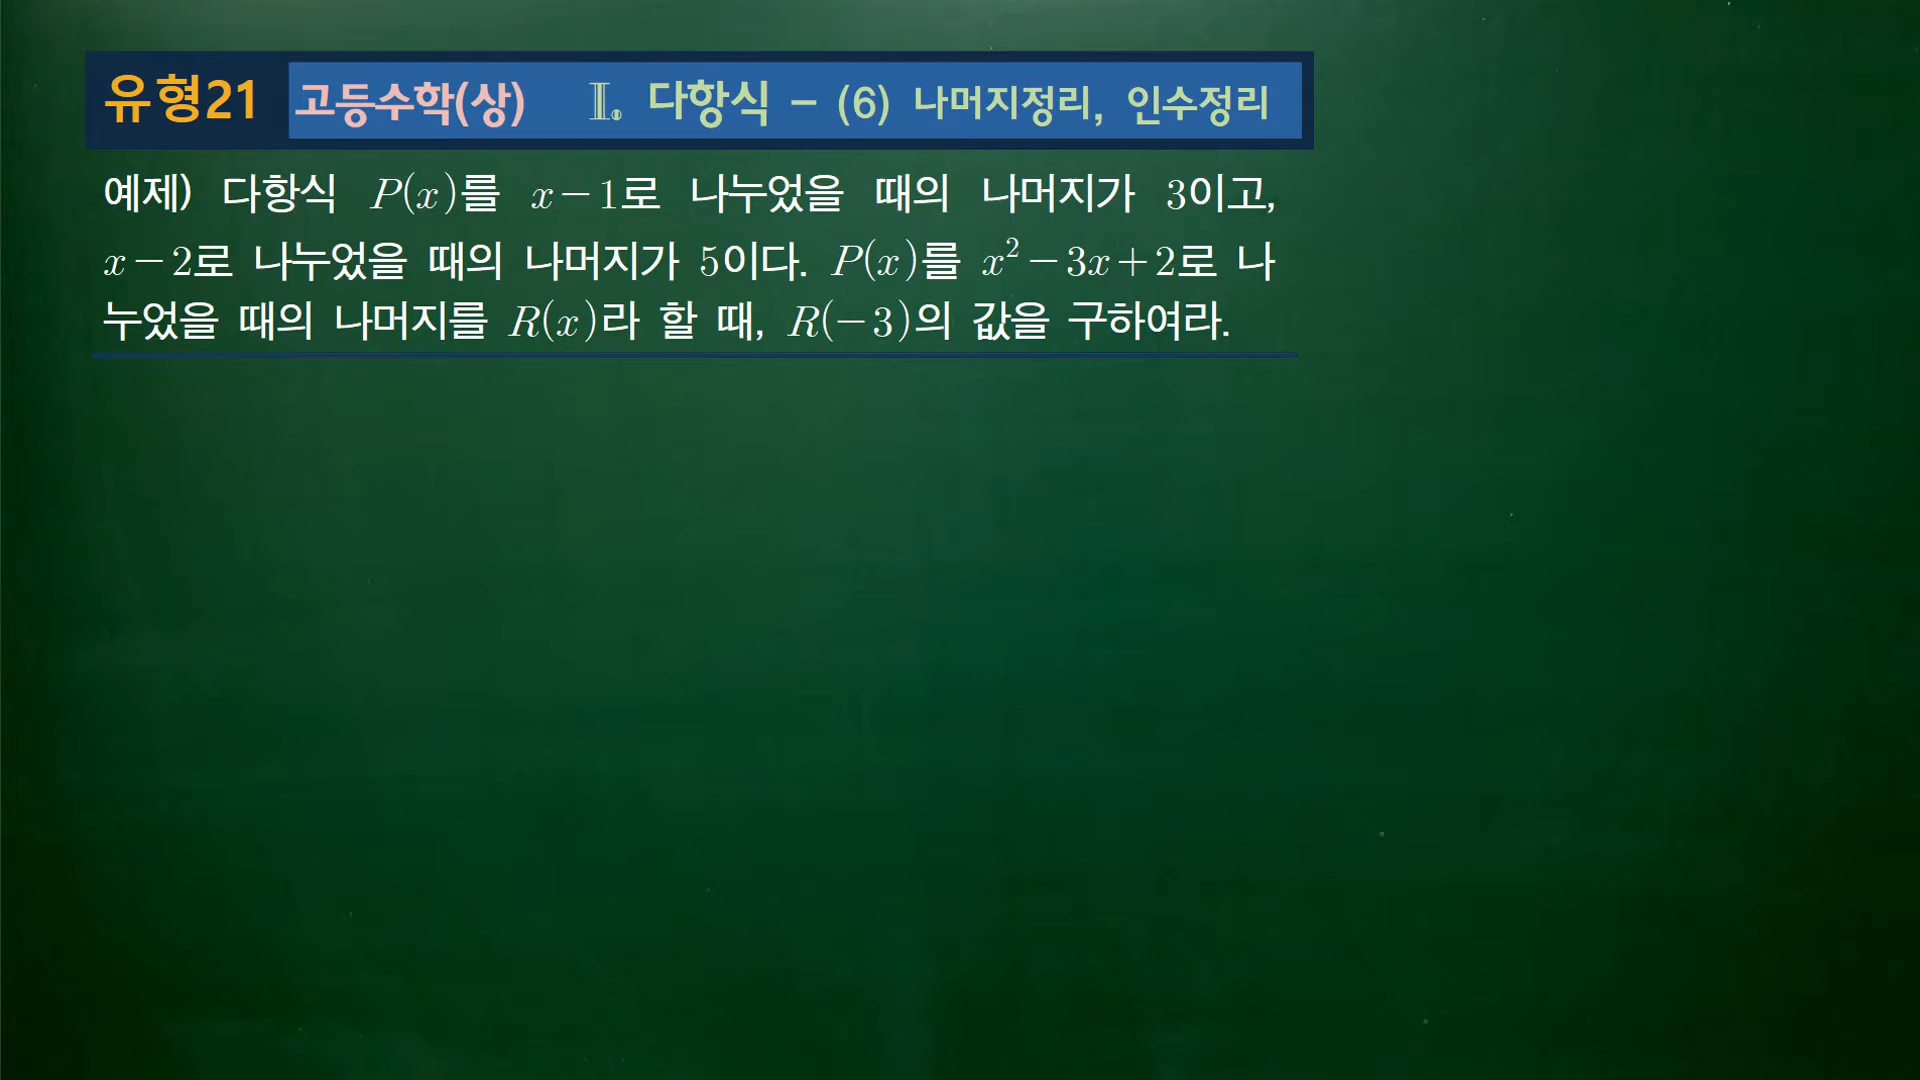 유형21 고등수학(상) Ⅰ. 다항식 - (6) 나머지정리, 인수정리
예제) 다항식 P(x)를 x-1로 나누었을 때의 나머지가 3이고,
x-2로 나누었을 때의 나머지가 5이다. P(x)를 x²-3x+2로 나
누었을 때의 나머지를 R(x)라 할 때, R(-3)의 값을 구하여라.